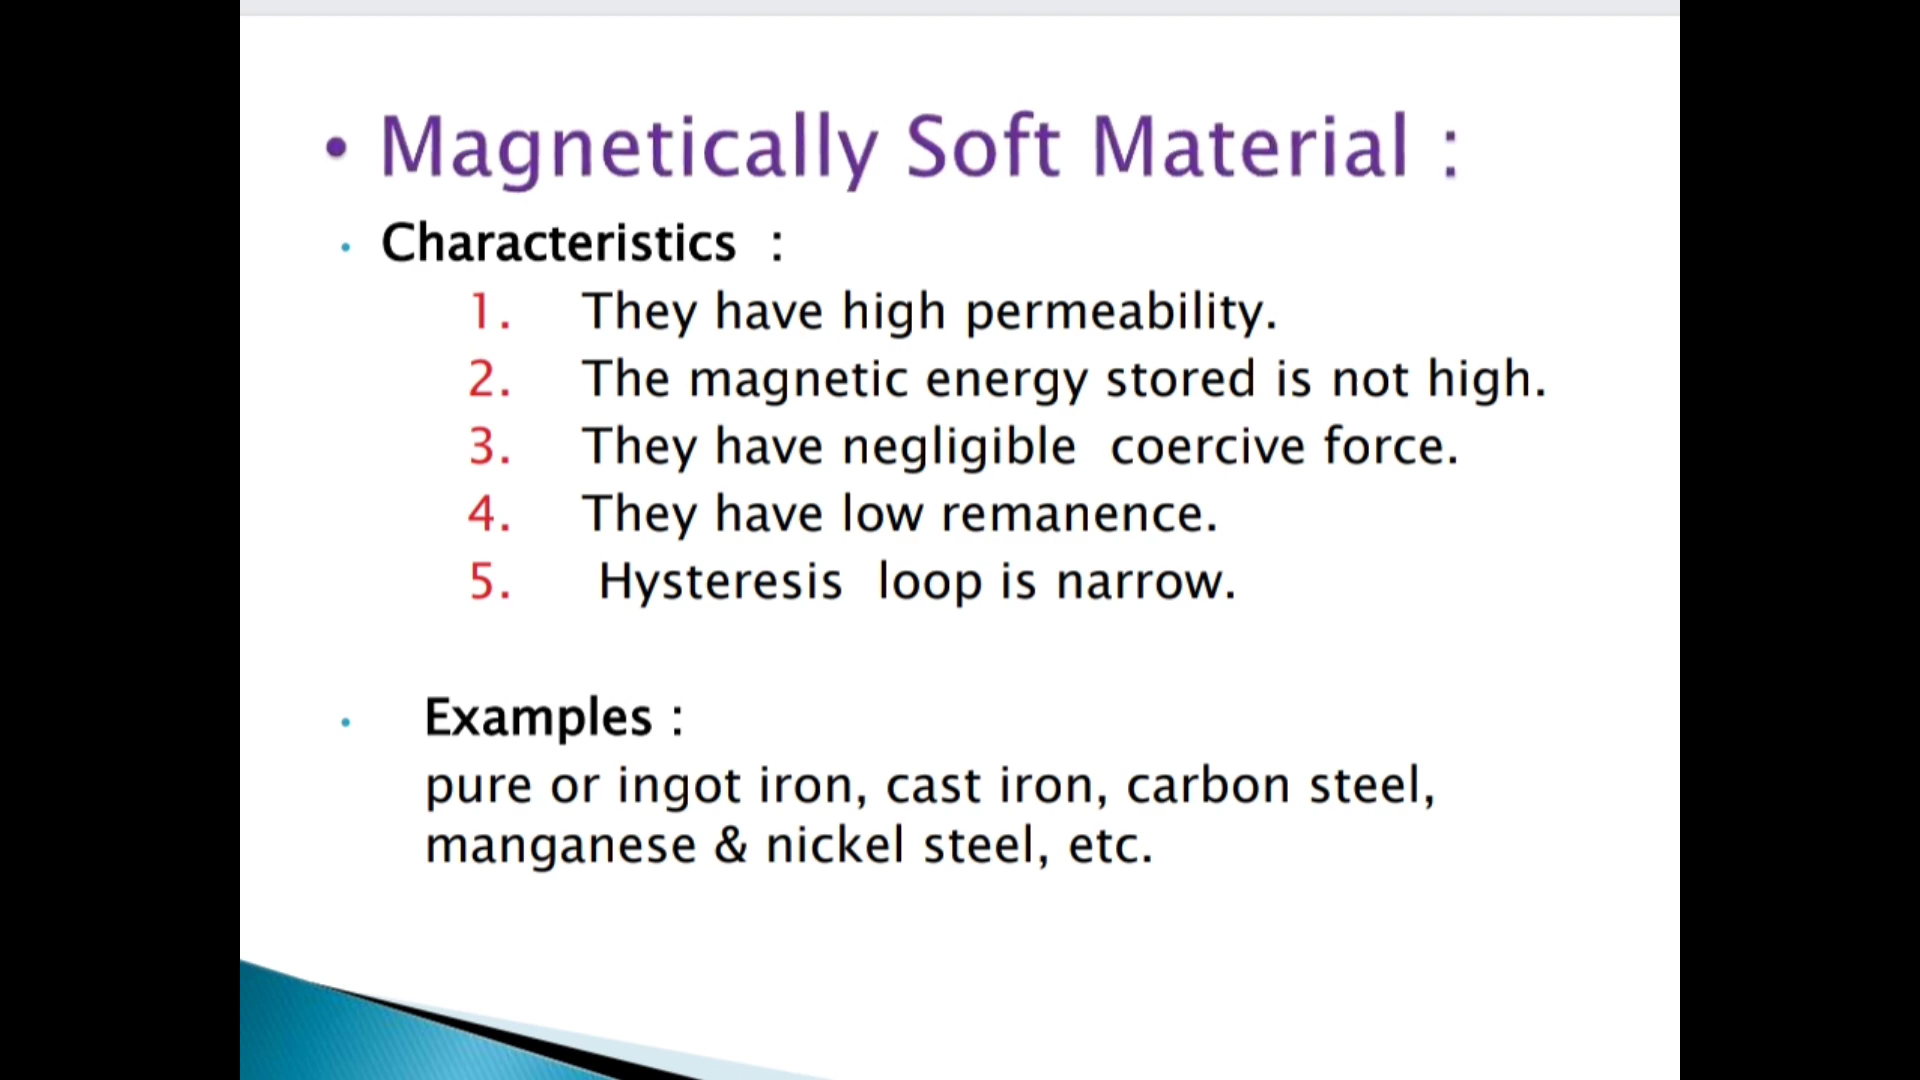 • Magnetically Soft Material :
• Characteristics :
1. They have high permeability.
2. The magnetic energy stored is not high.
3. They have negligible coercive force.
4. They have low remanence.
5. Hysteresis loop is narrow.
• Examples :
pure or ingot iron, cast iron, carbon steel,
manganese & nickel steel, etc.